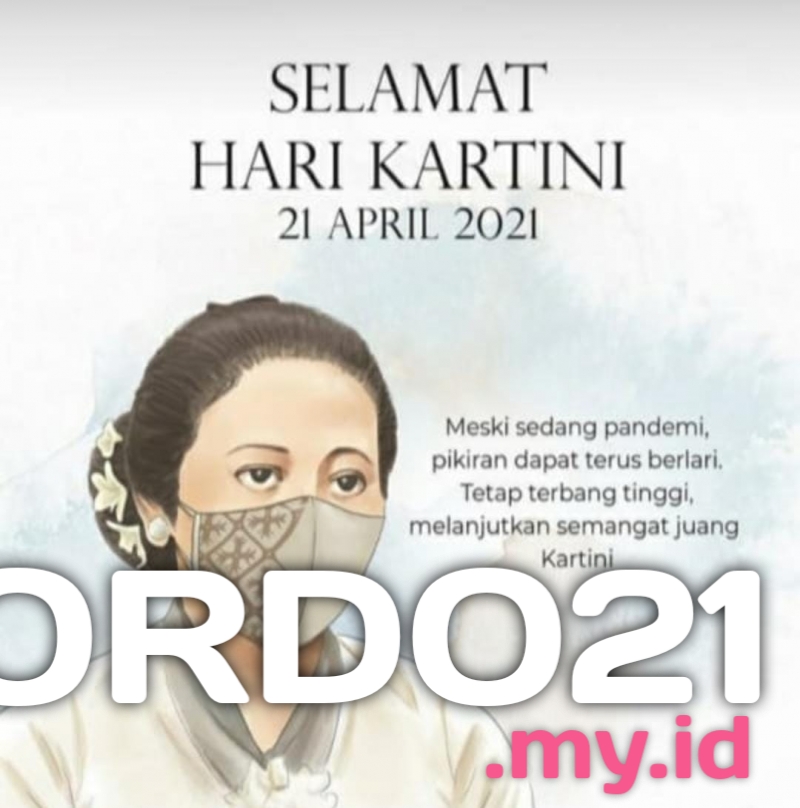 SELAMAT
HARI KARTINI
21 APRIL 2021
Meski sedang pandemi,
pikiran dapat terus berlari.
Tetap terbang tinggi,
melanjutkan semangat juang
Kartini
ORDO21
.my.id